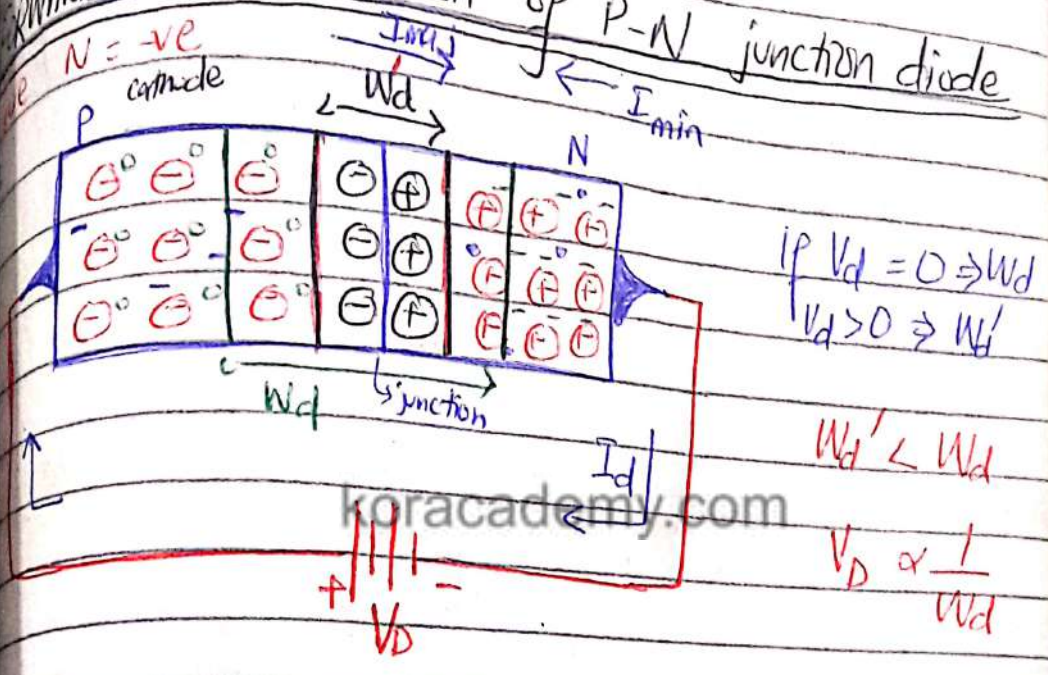 of P-N junction diode
N = -ve
cathode
Imaj
Imin
Wd'
P
N
if Vd = 0 ⇒ Wd
Vd > 0 ⇒ Wd'
Wd
junction
Wd' < Wd
Id
koracademy.com
VD ∝ 1/Wd
+ -
VD